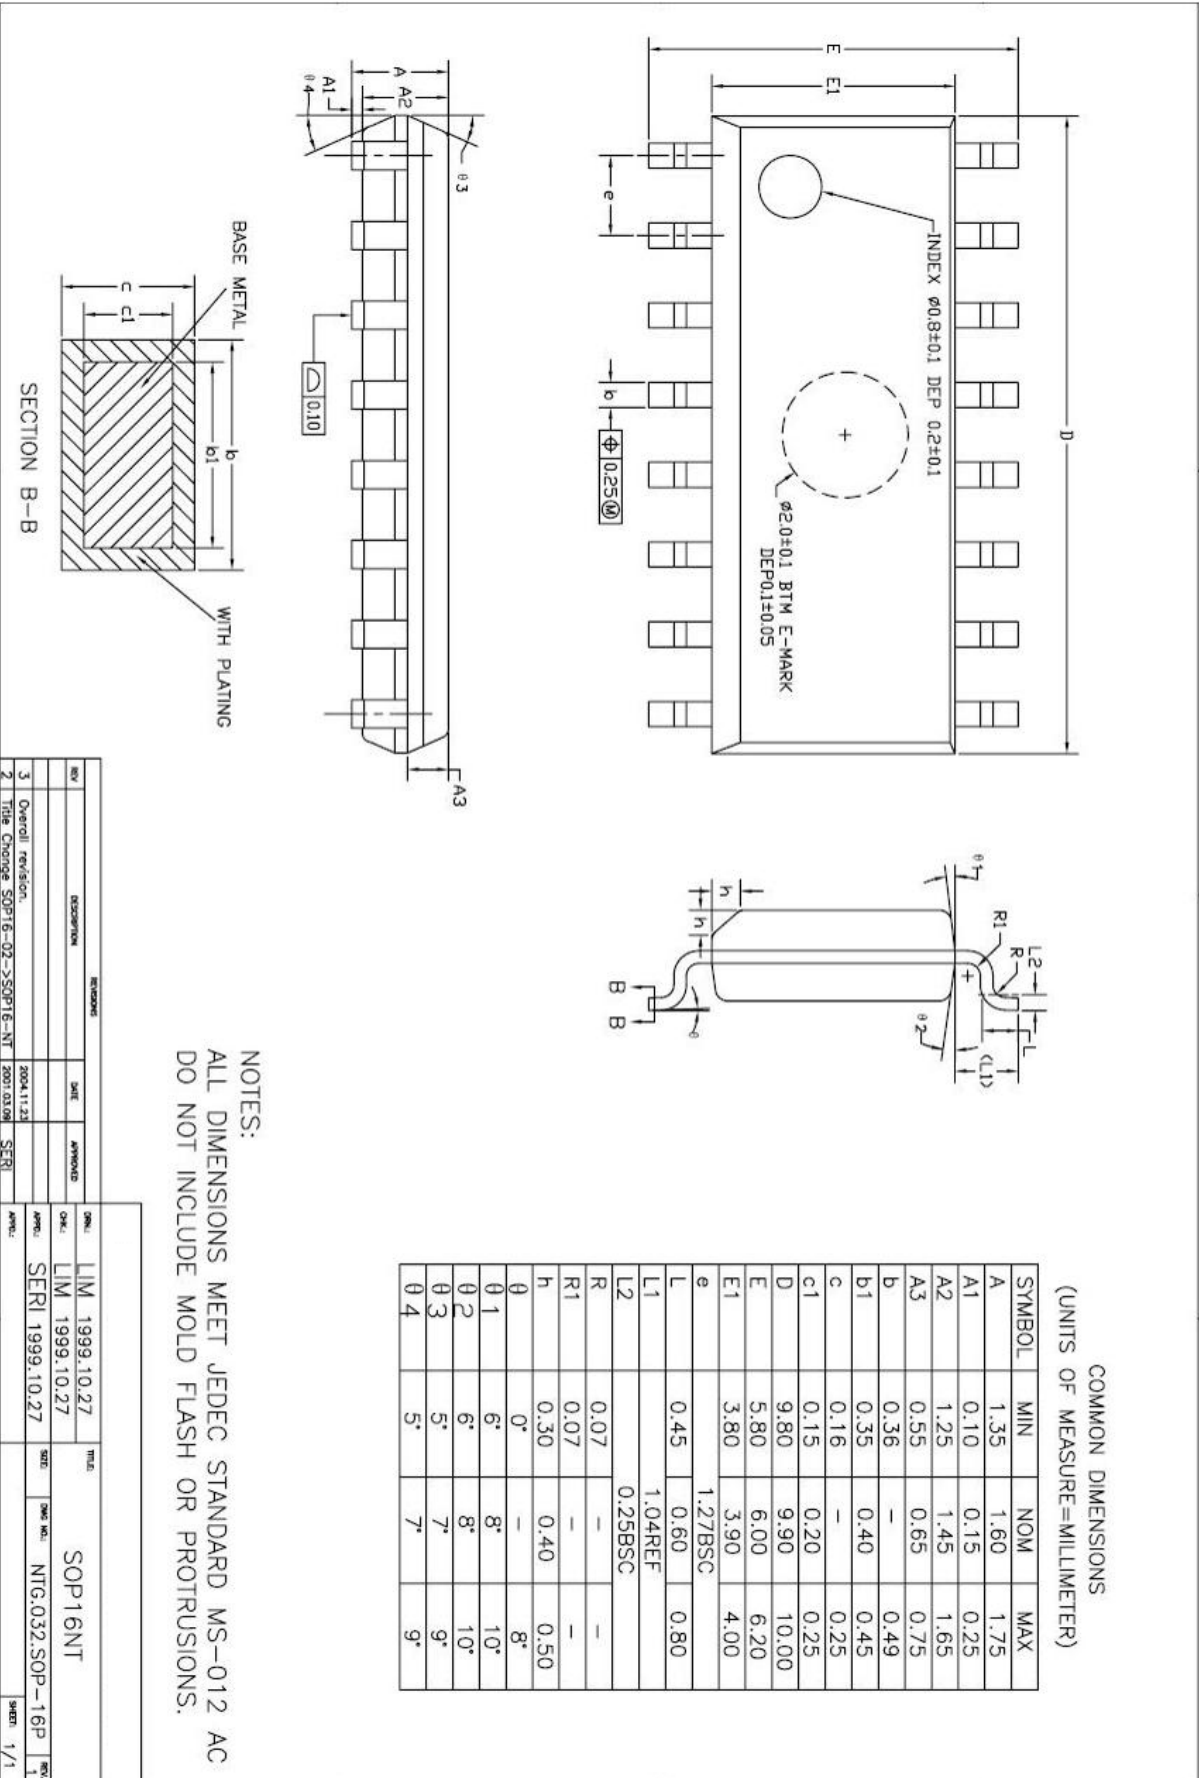 D
E
E1
INDEX Ø0.8±0.1 DEP 0.2±0.1
Ø2.0±0.1 BTM E-MARK
DEP0.1±0.05
e
b
⌖ 0.25 Ⓜ
θ1
R1
R
L2
L
(L1)
θ2
h
h
B
B
θ
A
A2
A1
θ4
θ3
A3
⌓ 0.10
BASE METAL
c
c1
b
b1
WITH PLATING
SECTION B-B
COMMON DIMENSIONS
(UNITS OF MEASURE=MILLIMETER)
SYMBOL MIN NOM MAX
A 1.35 1.60 1.75
A1 0.10 0.15 0.25
A2 1.25 1.45 1.65
A3 0.55 0.65 0.75
b 0.36 – 0.49
b1 0.35 0.40 0.45
c 0.16 – 0.25
c1 0.15 0.20 0.25
D 9.80 9.90 10.00
E 5.80 6.00 6.20
E1 3.80 3.90 4.00
e 1.27BSC
L 0.45 0.60 0.80
L1 1.04REF
L2 0.25BSC
R 0.07 – –
R1 0.07 – –
h 0.30 0.40 0.50
θ 0° – 8°
θ1 6° 8° 10°
θ2 6° 8° 10°
θ3 5° 7° 9°
θ4 5° 7° 9°
NOTES:
ALL DIMENSIONS MEET JEDEC STANDARD MS-012 AC
DO NOT INCLUDE MOLD FLASH OR PROTRUSIONS.
REVISIONS
REV DESCRIPTION DATE APPROVED
3 Overall revision. 2004.11.23
2 Title Change SOP16-02->SOP16-NT 2001.03.09 SERI
DRN.: LIM 1999.10.27
CHK.: LIM 1999.10.27
APPD.: SERI 1999.10.27
APPD.:
TITLE: SOP16NT
SIZE: DWG NO.: NTG.032.SOP-16P REV. 1
SHEET: 1/1